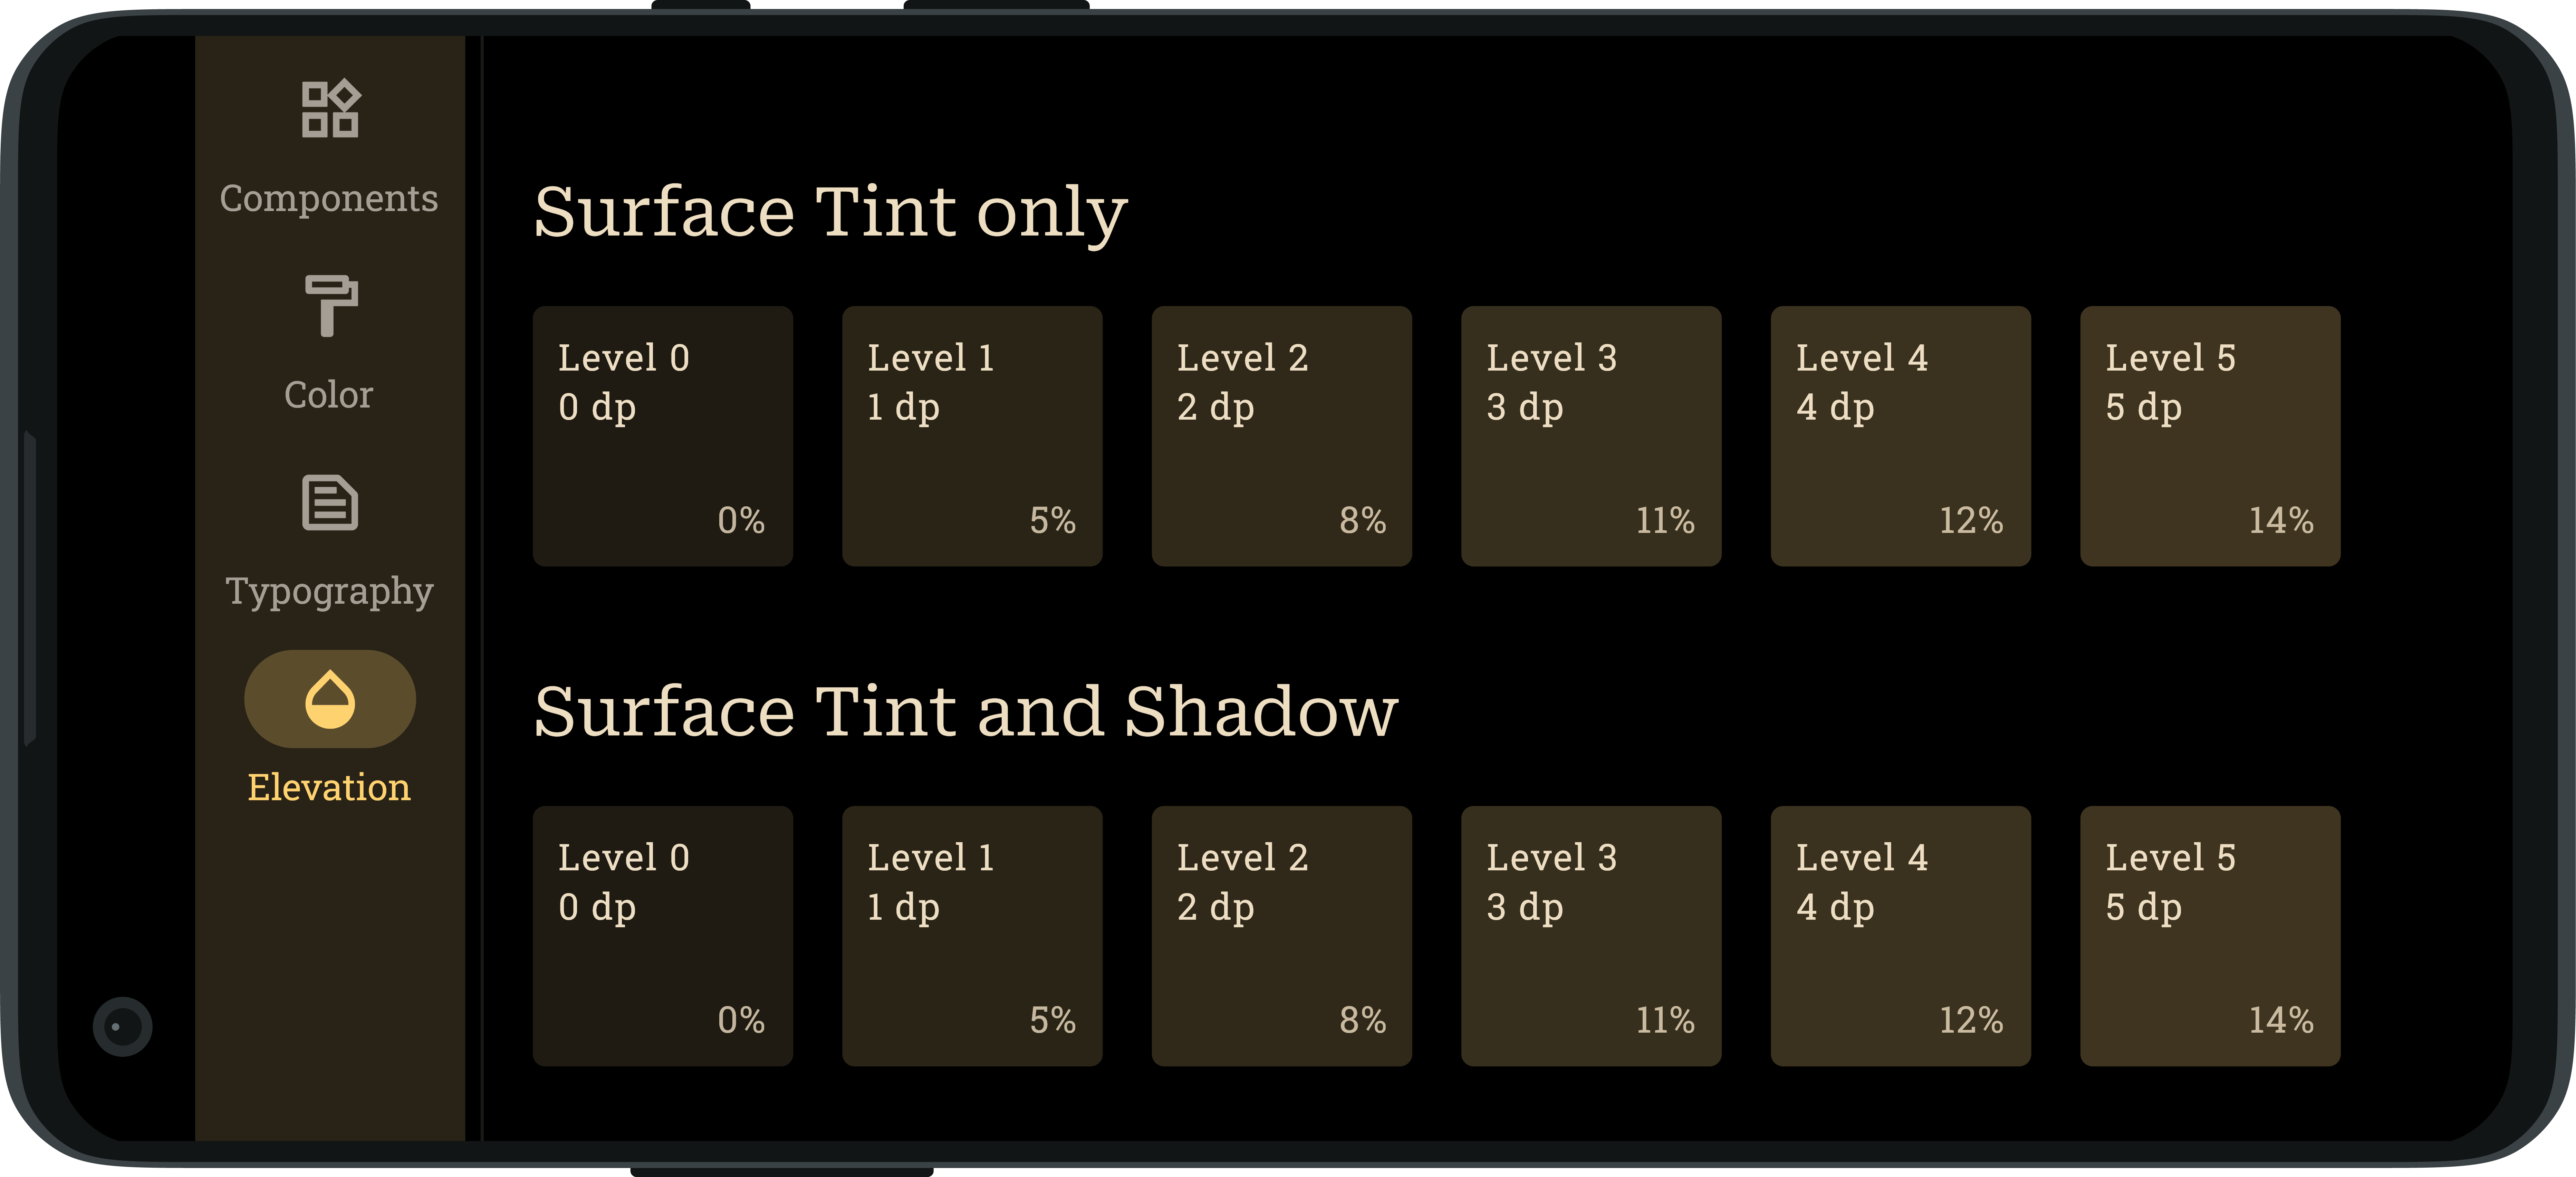 Components
Color
Typography
Elevation
Surface Tint only
Level 0
0 dp
0%
Level 1
1 dp
5%
Level 2
2 dp
8%
Level 3
3 dp
11%
Level 4
4 dp
12%
Level 5
5 dp
14%
Surface Tint and Shadow
Level 0
0 dp
0%
Level 1
1 dp
5%
Level 2
2 dp
8%
Level 3
3 dp
11%
Level 4
4 dp
12%
Level 5
5 dp
14%